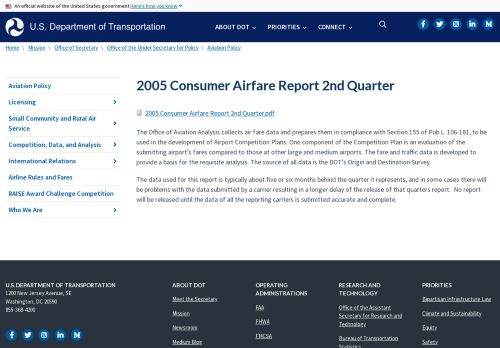 An official website of the United States government Here's how you know
U.S. Department of Transportation
ABOUT DOT
PRIORITIES
CONNECT
Home \ Mission \ Office of Secretary \ Office of the Under Secretary for Policy \ Aviation Policy
Aviation Policy
Licensing
Small Community and Rural Air
Service
Competition, Data, and Analysis
International Relations
Airline Rules and Fares
RAISE Award Challenge Competition
Who We Are
2005 Consumer Airfare Report 2nd Quarter
2005 Consumer Airfare Report 2nd Quarter.pdf
The Office of Aviation Analysis collects air fare data and prepares them in compliance with Section 155 of Pub L. 106-181, to be
used in the development of Airport Competition Plans. One component of the Competition Plan is an evaluation of the
submitting airport's fares compared to those at other large and medium airports. The fare and traffic data is developed to
provide a basis for the requisite analysis. The source of all data is the DOT's Origin and Destination Survey.
The data used for this report is typically about five or six months behind the quarter it represents, and in some cases there will
be problems with the data submitted by a carrier resulting in a longer delay of the release of that quarters report. No report
will be released until the data of all the reporting carriers is submitted accurate and complete.
U.S. DEPARTMENT OF TRANSPORTATION
1200 New Jersey Avenue, SE
Washington, DC 20590
855-368-4200
ABOUT DOT
Meet the Secretary
Mission
Newsroom
Medium Blog
OPERATING
ADMINISTRATIONS
FAA
FHWA
FMCSA
RESEARCH AND
TECHNOLOGY
Office of the Assistant
Secretary for Research and
Technology
Bureau of Transportation
Statistics
PRIORITIES
Bipartisan Infrastructure Law
Climate and Sustainability
Equity
Safety